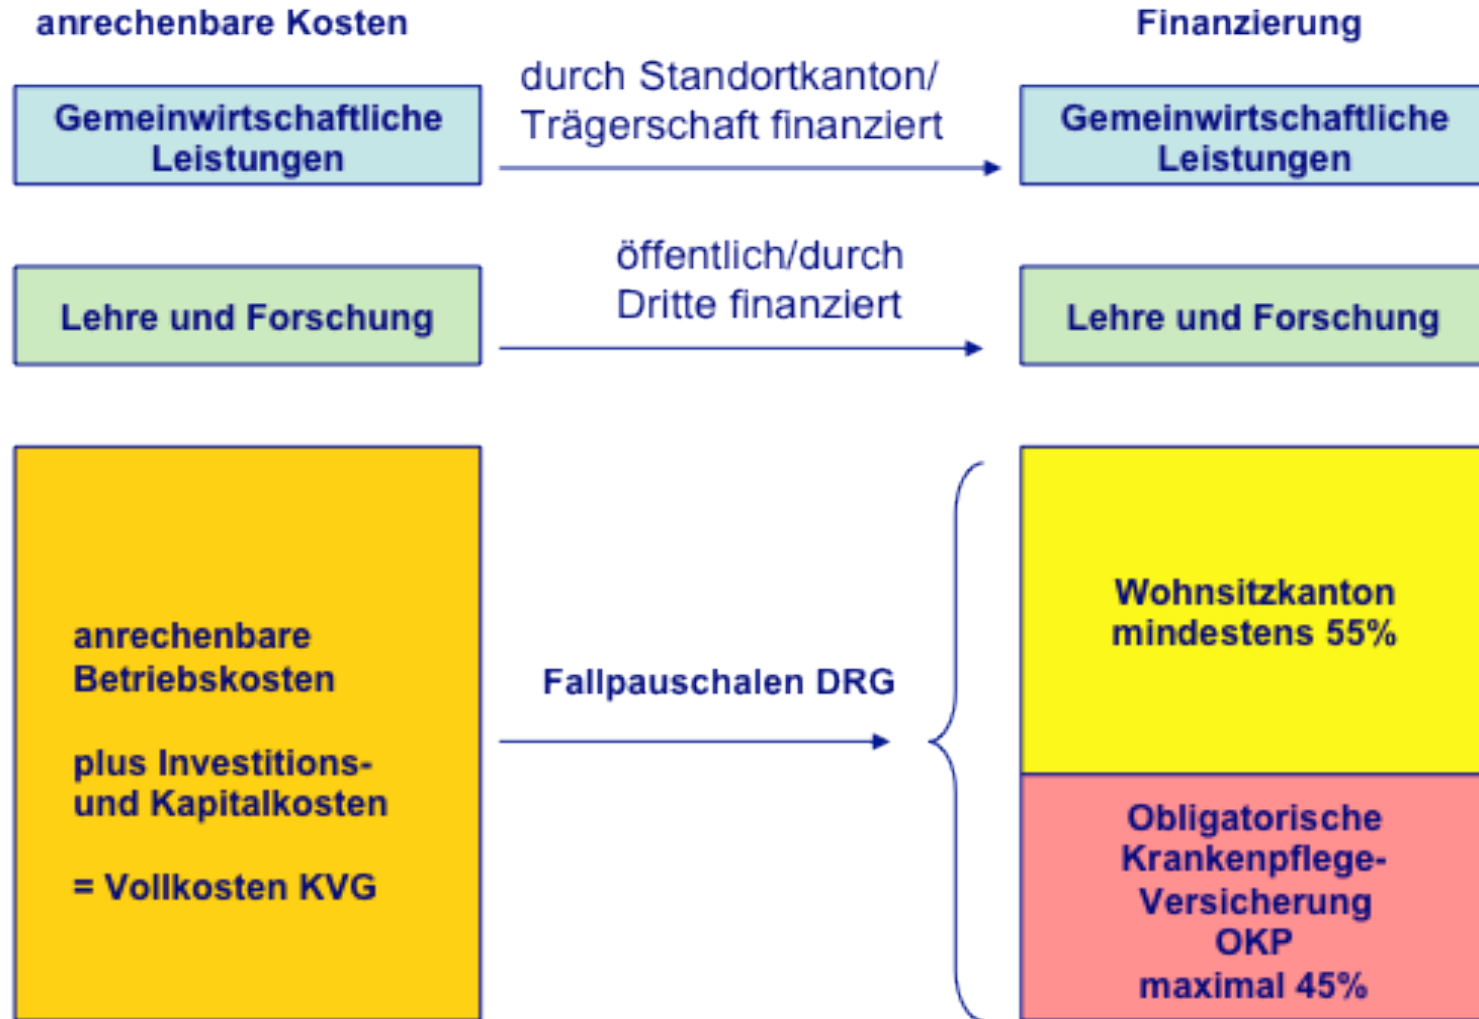 anrechenbare Kosten
Finanzierung
Gemeinwirtschaftliche
Leistungen
durch Standortkanton/
Trägerschaft finanziert
Gemeinwirtschaftliche
Leistungen
Lehre und Forschung
öffentlich/durch
Dritte finanziert
Lehre und Forschung
anrechenbare
Betriebskosten
plus Investitions-
und Kapitalkosten
= Vollkosten KVG
Fallpauschalen DRG
Wohnsitzkanton
mindestens 55%
Obligatorische
Krankenpflege-
Versicherung
OKP
maximal 45%